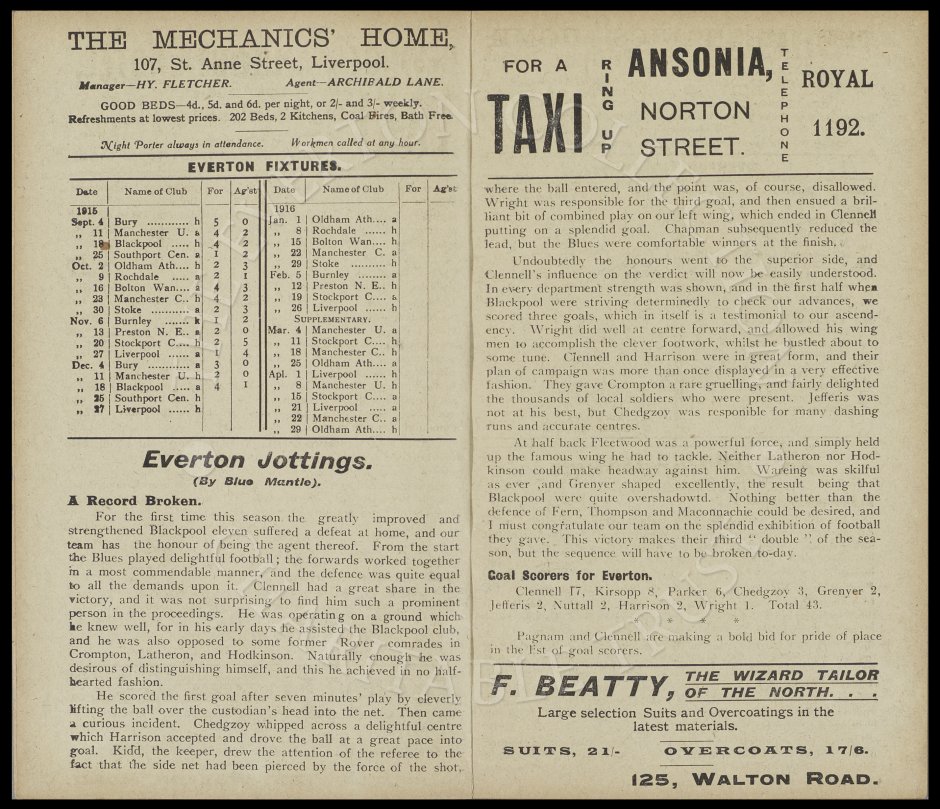 THE MECHANICS' HOME,
107, St. Anne Street, Liverpool.
Manager—HY. FLETCHER. Agent—ARCHIBALD LANE.
GOOD BEDS—4d., 5d. and 6d. per night, or 2/- and 3/- weekly.
Refreshments at lowest prices. 202 Beds, 2 Kitchens, Coal Fires, Bath Free.
Night Porter always in attendance. Workmen called at any hour.
EVERTON FIXTURES.
Date Name of Club For Ag'st
1915
Sept. 4 Bury ............ h 5 0
„ 11 Manchester U. a 4 2
„ 18 Blackpool ..... h 4 2
„ 25 Southport Cen. a 1 2
Oct. 2 Oldham Ath.... h 2 3
„ 9 Rochdale ...... a 2 1
„ 16 Bolton Wan.... a 4 3
„ 23 Manchester C.. h 4 2
„ 30 Stoke .......... a 2 3
Nov. 6 Burnley ....... h 1 2
„ 13 Preston N. E.. a 2 0
„ 20 Stockport C.... h 2 5
„ 27 Liverpool ..... a 1 4
Dec. 4 Bury ............ a 3 0
„ 11 Manchester U. h 2 0
„ 18 Blackpool ..... a 4 1
„ 25 Southport Cen. h
„ 27 Liverpool ...... h
Date Name of Club For Ag'st
1916
Jan. 1 Oldham Ath.... a
„ 8 Rochdale ...... h
„ 15 Bolton Wan.... h
„ 22 Manchester C. a
„ 29 Stoke .......... h
Feb. 5 Burnley ........ a
„ 12 Preston N. E.. h
„ 19 Stockport C.... a
„ 26 Liverpool ...... h
SUPPLEMENTARY.
Mar. 4 Manchester U. a
„ 11 Stockport C.... h
„ 18 Manchester C.. h
„ 25 Oldham Ath.... a
Apl. 1 Liverpool ...... h
„ 8 Manchester U. h
„ 15 Stockport C.... a
„ 21 Liverpool ..... a
„ 22 Manchester C.. a
„ 29 Oldham Ath.... h
Everton Jottings.
(By Blue Mantle).
A Record Broken.
For the first time this season the greatly improved and
strengthened Blackpool eleven suffered a defeat at home, and our
team has the honour of being the agent thereof. From the start
the Blues played delightful football; the forwards worked together
in a most commendable manner, and the defence was quite equal
to all the demands upon it. Clennell had a great share in the
victory, and it was not surprising to find him such a prominent
person in the proceedings. He was operating on a ground which
he knew well, for in his early days he assisted the Blackpool club,
and he was also opposed to some former Rover comrades in
Crompton, Latheron, and Hodkinson. Naturally enough he was
desirous of distinguishing himself, and this he achieved in no half-
hearted fashion.
He scored the first goal after seven minutes' play by cleverly
lifting the ball over the custodian's head into the net. Then came
a curious incident. Chedgzoy whipped across a delightful centre
which Harrison accepted and drove the ball at a great pace into
goal. Kidd, the keeper, drew the attention of the referee to the
fact that the side net had been pierced by the force of the shot,
FOR A
TAXI
RING UP
ANSONIA,
NORTON
STREET.
TELEPHONE
ROYAL
1192.
where the ball entered, and the point was, of course, disallowed.
Wright was responsible for the third goal, and then ensued a bril-
liant bit of combined play on our left wing, which ended in Clennell
putting on a splendid goal. Chapman subsequently reduced the
lead, but the Blues were comfortable winners at the finish.
Undoubtedly the honours went to the superior side, and
Clennell's influence on the verdict will now be easily understood.
In every department strength was shown, and in the first half when
Blackpool were striving determinedly to check our advances, we
scored three goals, which in itself is a testimonial to our ascend-
ency. Wright did well at centre forward, and allowed his wing
men to accomplish the clever footwork, whilst he bustled about to
some tune. Clennell and Harrison were in great form, and their
plan of campaign was more than once displayed in a very effective
fashion. They gave Crompton a rare gruelling, and fairly delighted
the thousands of local soldiers who were present. Jefferis was
not at his best, but Chedgzoy was responsible for many dashing
runs and accurate centres.
At half back Fleetwood was a powerful force, and simply held
up the famous wing he had to tackle. Neither Latheron nor Hod-
kinson could make headway against him. Wareing was skilful
as ever ,and Grenyer shaped excellently, the result being that
Blackpool were quite overshadowtd. Nothing better than the
defence of Fern, Thompson and Maconnachie could be desired, and
I must congratulate our team on the splendid exhibition of football
they gave. This victory makes their third " double " of the sea-
son, but the sequence will have to be broken to-day.
Goal Scorers for Everton.
Clennell 17, Kirsopp 8, Parker 6, Chedgzoy 3, Grenyer 2,
Jefferis 2, Nuttall 2, Harrison 2, Wright 1. Total 43.
* * * *
Pagnam and Clennell are making a bold bid for pride of place
in the list of goal scorers.
F. BEATTY, THE WIZARD TAILOR
OF THE NORTH. . .
Large selection Suits and Overcoatings in the
latest materials.
SUITS, 21/- OVERCOATS, 17/6.
125, WALTON ROAD.